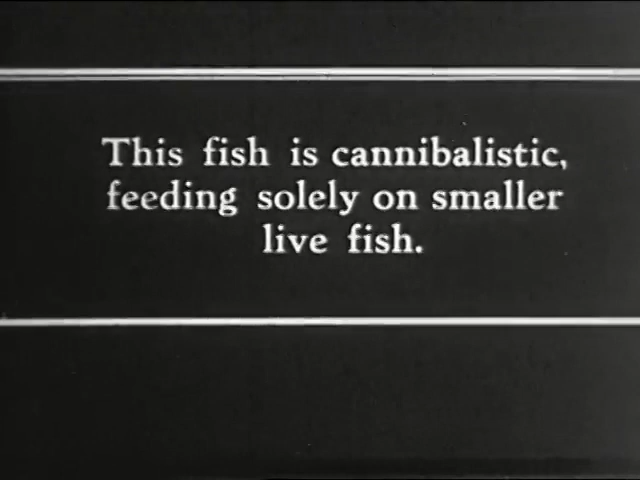 This fish is cannibalistic,
feeding solely on smaller
live fish.